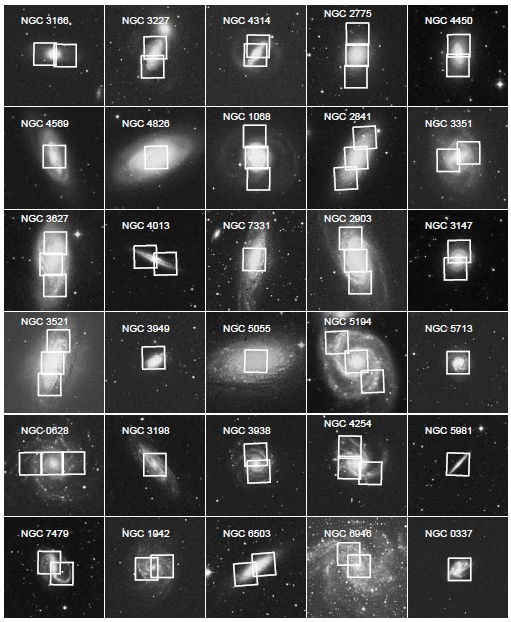 NGC 3166
NGC 3227
NGC 4314
NGC 2775
NGC 4450
NGC 4569
NGC 4826
NGC 1068
NGC 2841
NGC 3351
NGC 3627
NGC 4013
NGC 7331
NGC 2903
NGC 3147
NGC 3521
NGC 3949
NGC 5055
NGC 5194
NGC 5713
NGC 0628
NGC 3198
NGC 3938
NGC 4254
NGC 5981
NGC 7479
NGC 1042
NGC 6503
NGC 6946
NGC 0337